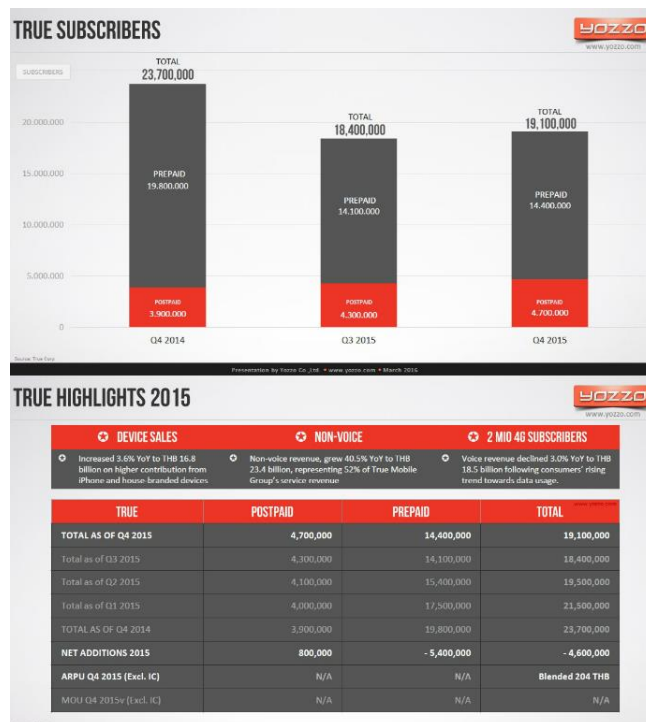 TRUE SUBSCRIBERS
YOZZO
www.yozzo.com
SUBSCRIBERS
TOTAL
23,700,000
TOTAL
18,400,000
TOTAL
19,100,000
20.000.000
15.000.000
10.000.000
5.000.000
0
PREPAID
19.800.000
PREPAID
14.100.000
PREPAID
14.400.000
POSTPAID
3.900.000
POSTPAID
4.300.000
POSTPAID
4.700.000
Q4 2014
Q3 2015
Q4 2015
Source: True Corp
Presentation by Yozzo Co.,Ltd. • www.yozzo.com • March 2016
TRUE HIGHLIGHTS 2015
YOZZO
www.yozzo.com
DEVICE SALES
NON-VOICE
2 MIO 4G SUBSCRIBERS
Increased 3.6% YoY to THB 16.8
billion on higher contribution from
iPhone and house-branded devices
Non-voice revenue, grew 40.5% YoY to THB
23.4 billion, representing 52% of True Mobile
Group's service revenue
Voice revenue declined 3.0% YoY to THB
18.5 billion following consumers' rising
trend towards data usage.
www.yozzo.com
TRUE POSTPAID PREPAID TOTAL
TOTAL AS OF Q4 2015 4,700,000 14,400,000 19,100,000
Total as of Q3 2015 4,300,000 14,100,000 18,400,000
Total as of Q2 2015 4,100,000 15,400,000 19,500,000
Total as of Q1 2015 4,000,000 17,500,000 21,500,000
TOTAL AS OF Q4 2014 3,900,000 19,800,000 23,700,000
NET ADDITIONS 2015 800,000 - 5,400,000 - 4,600,000
ARPU Q4 2015 (Excl. IC) N/A N/A Blended 204 THB
MOU Q4 2015v (Excl. IC) N/A N/A N/A